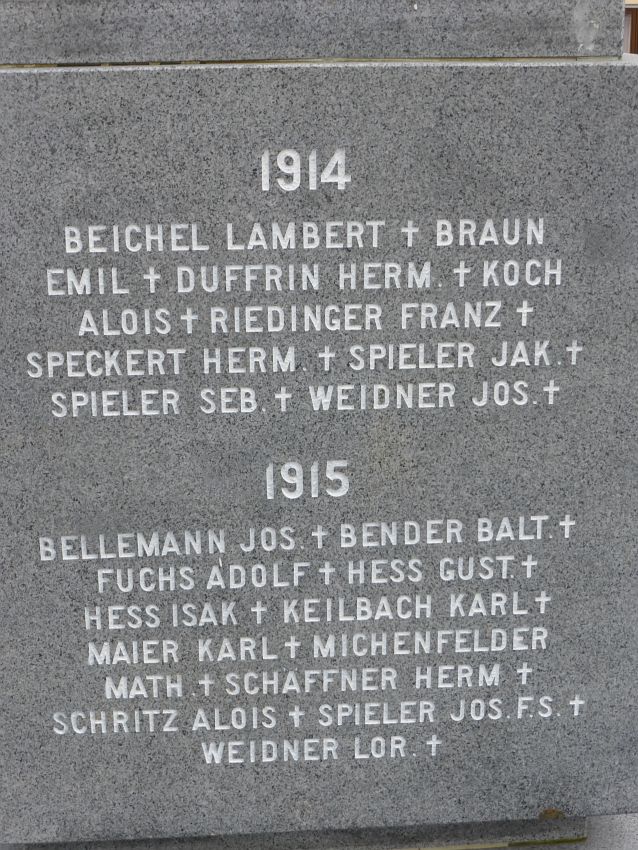 1914
BEICHEL LAMBERT † BRAUN
EMIL † DUFFRIN HERM. † KOCH
ALOIS † RIEDINGER FRANZ †
SPECKERT HERM. † SPIELER JAK. †
SPIELER SEB. † WEIDNER JOS. †
1915
BELLEMANN JOS. † BENDER BALT. †
FUCHS ADOLF † HESS GUST. †
HESS ISAK † KEILBACH KARL †
MAIER KARL † MICHENFELDER
MATH. † SCHAFFNER HERM †
SCHRITZ ALOIS † SPIELER JOS. F.S. †
WEIDNER LOR. †